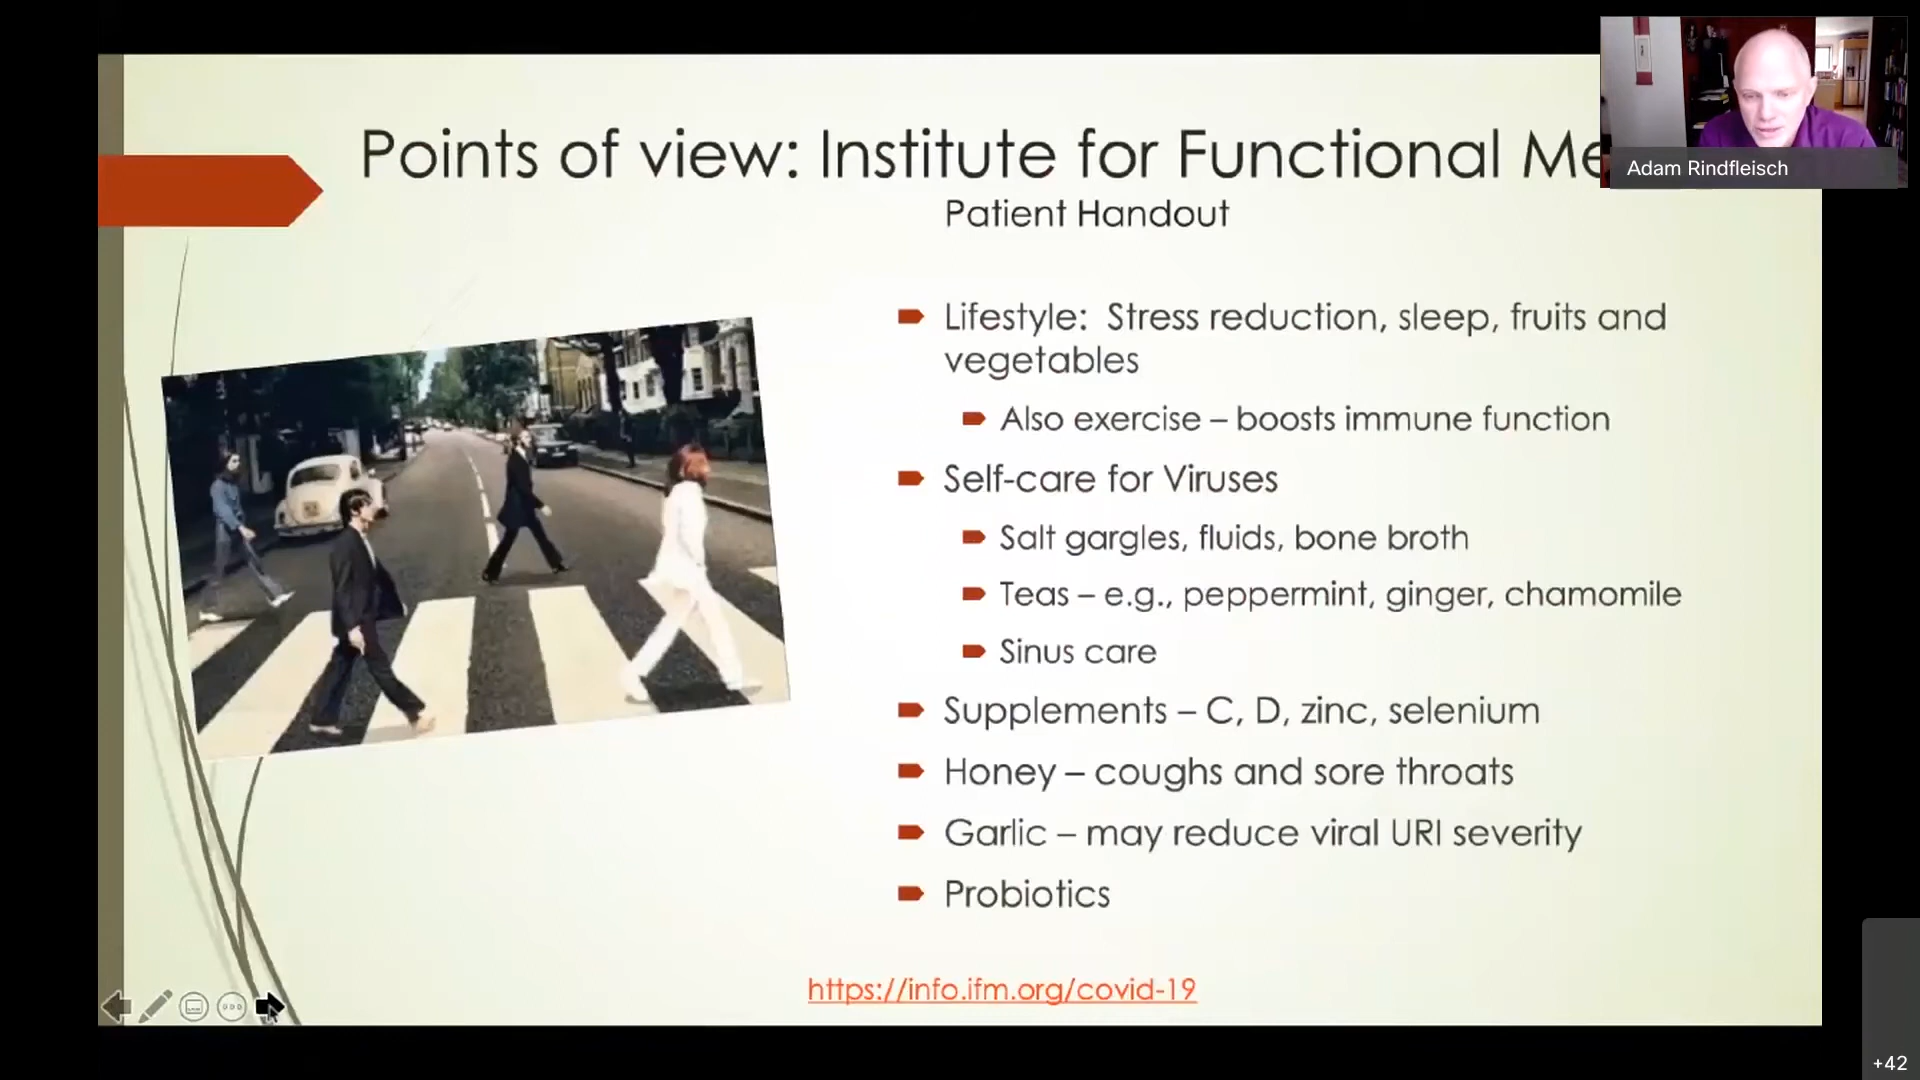 Points of view: Institute for Functional Me
Adam Rindfleisch
Patient Handout
Lifestyle: Stress reduction, sleep, fruits and
vegetables
Also exercise – boosts immune function
Self-care for Viruses
Salt gargles, fluids, bone broth
Teas – e.g., peppermint, ginger, chamomile
Sinus care
Supplements – C, D, zinc, selenium
Honey – coughs and sore throats
Garlic – may reduce viral URI severity
Probiotics
https://info.ifm.org/covid-19
+42